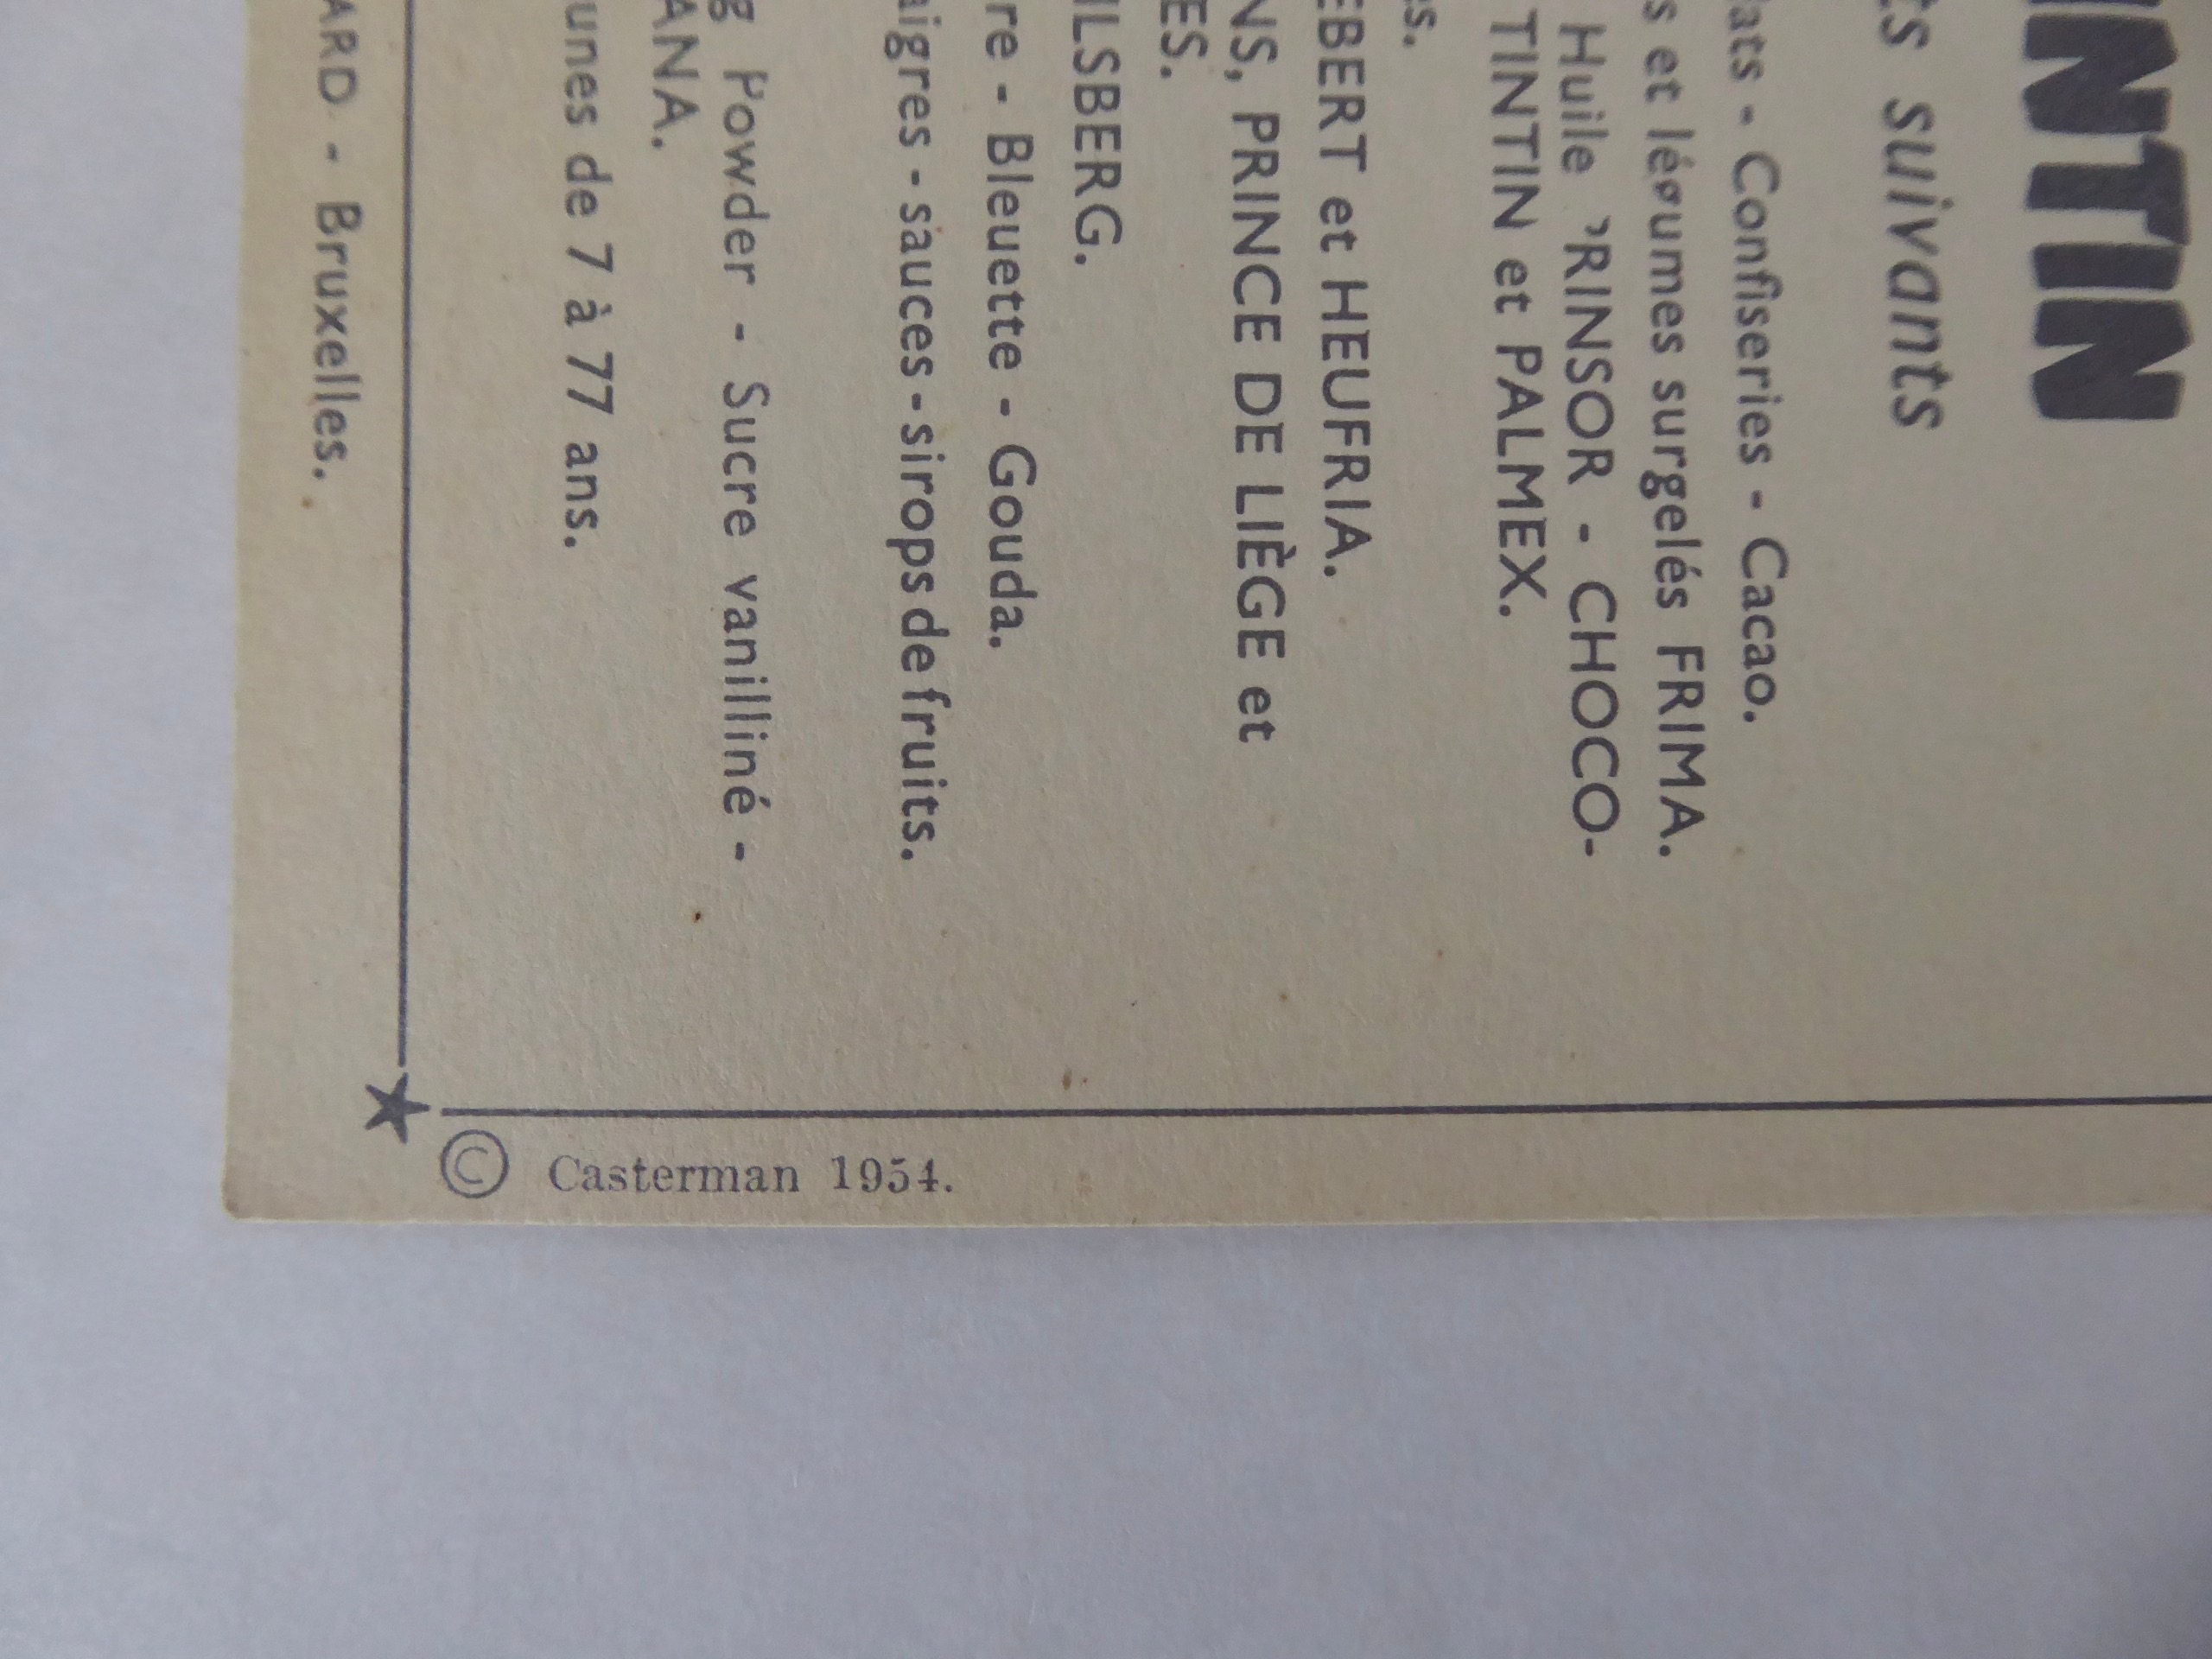 NTIN
suivants
ats - Confiseries - Cacao.
s et légumes surgelés FRIMA.
Huile 'RINSOR - CHOCO-
TINTIN et PALMEX.
es.
EBERT et HEUFRIA.
NS, PRINCE DE LIÈGE et
ES.
ILSBERG.
re - Bleuette - Gouda.
aigres - sauces - sirops de fruits.
g Powder - Sucre vanilliné -
ANA.
unes de 7 à 77 ans.
ARD - Bruxelles.
© Casterman 1954.